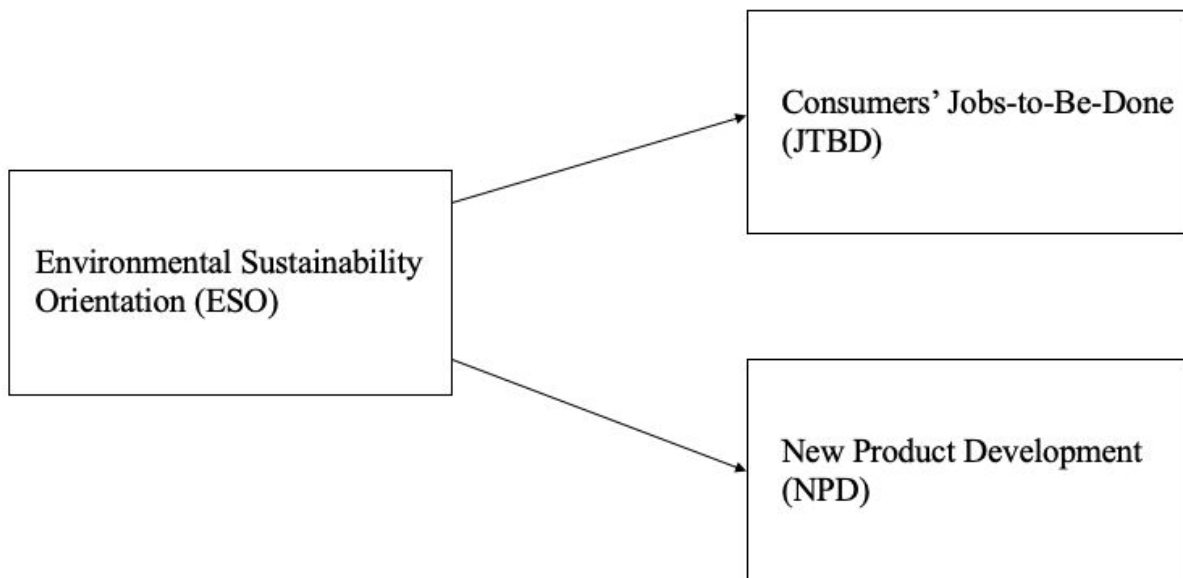 Consumers’ Jobs-to-Be-Done
(JTBD)
Environmental Sustainability
Orientation (ESO)
New Product Development
(NPD)